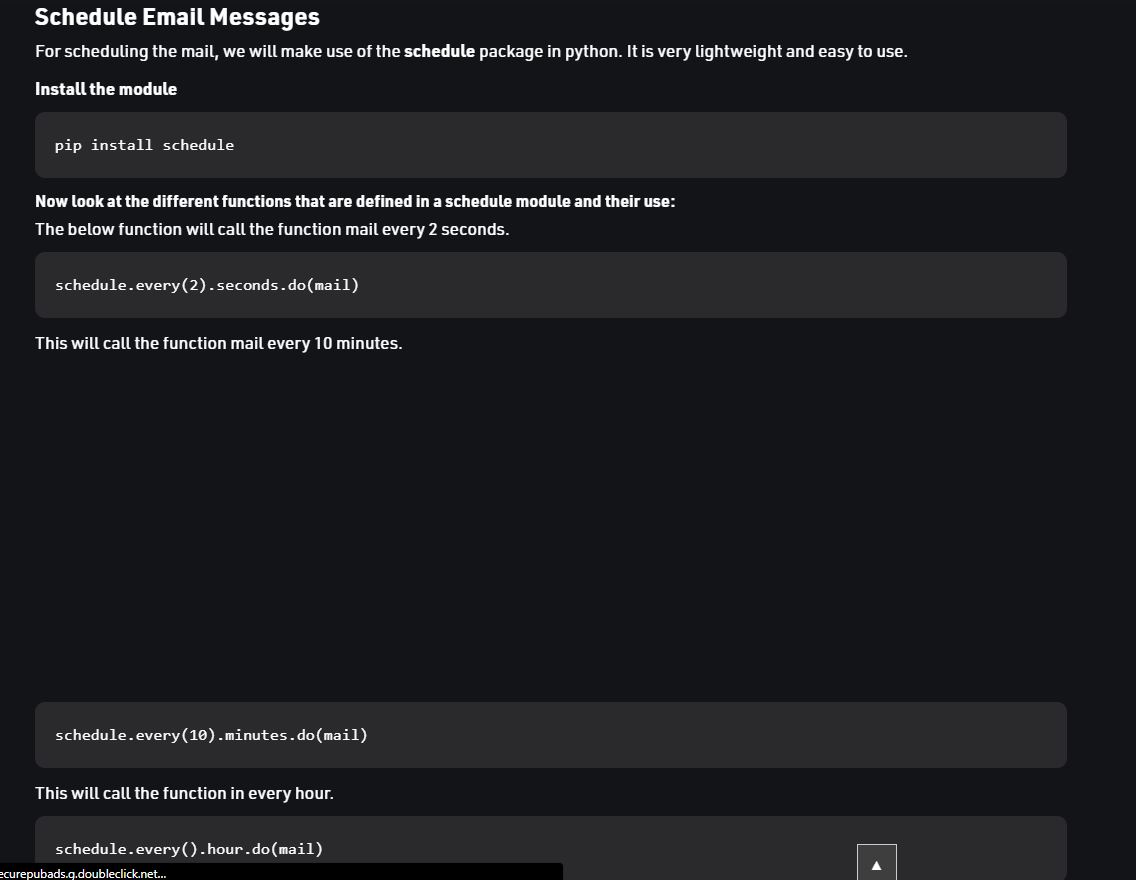 Schedule Email Messages
For scheduling the mail, we will make use of the schedule package in python. It is very lightweight and easy to use.
Install the module
pip install schedule
Now look at the different functions that are defined in a schedule module and their use:
The below function will call the function mail every 2 seconds.
schedule.every(2).seconds.do(mail)
This will call the function mail every 10 minutes.
schedule.every(10).minutes.do(mail)
This will call the function in every hour.
schedule.every().hour.do(mail)
ecurepubads.g.doubleclick.net...